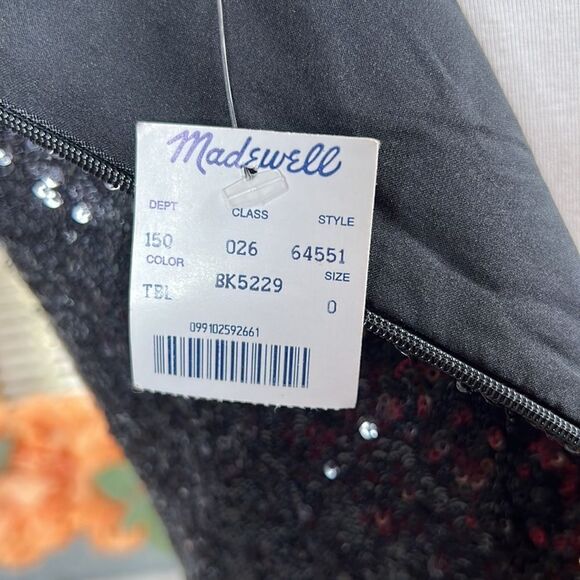 Madewell
DEPT CLASS STYLE
150 026 64551
COLOR SIZE
TBL BK5229 0
099102592661